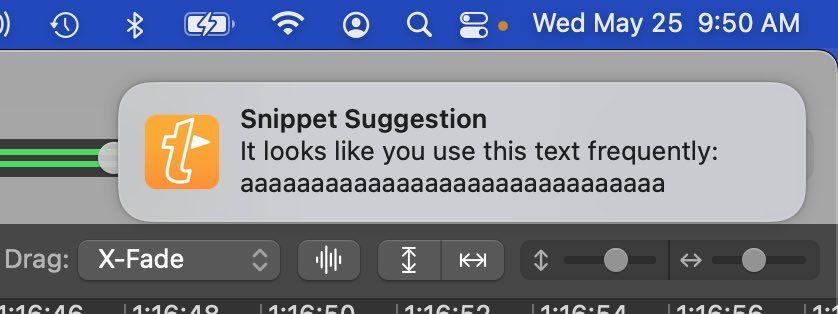 Wed May 25 9:50 AM
Snippet Suggestion
It looks like you use this text frequently:
aaaaaaaaaaaaaaaaaaaaaaaaaaaaaa
Drag: X-Fade
1:16:46 1:16:48 1:16:50 1:16:52 1:16:54 1:16:56